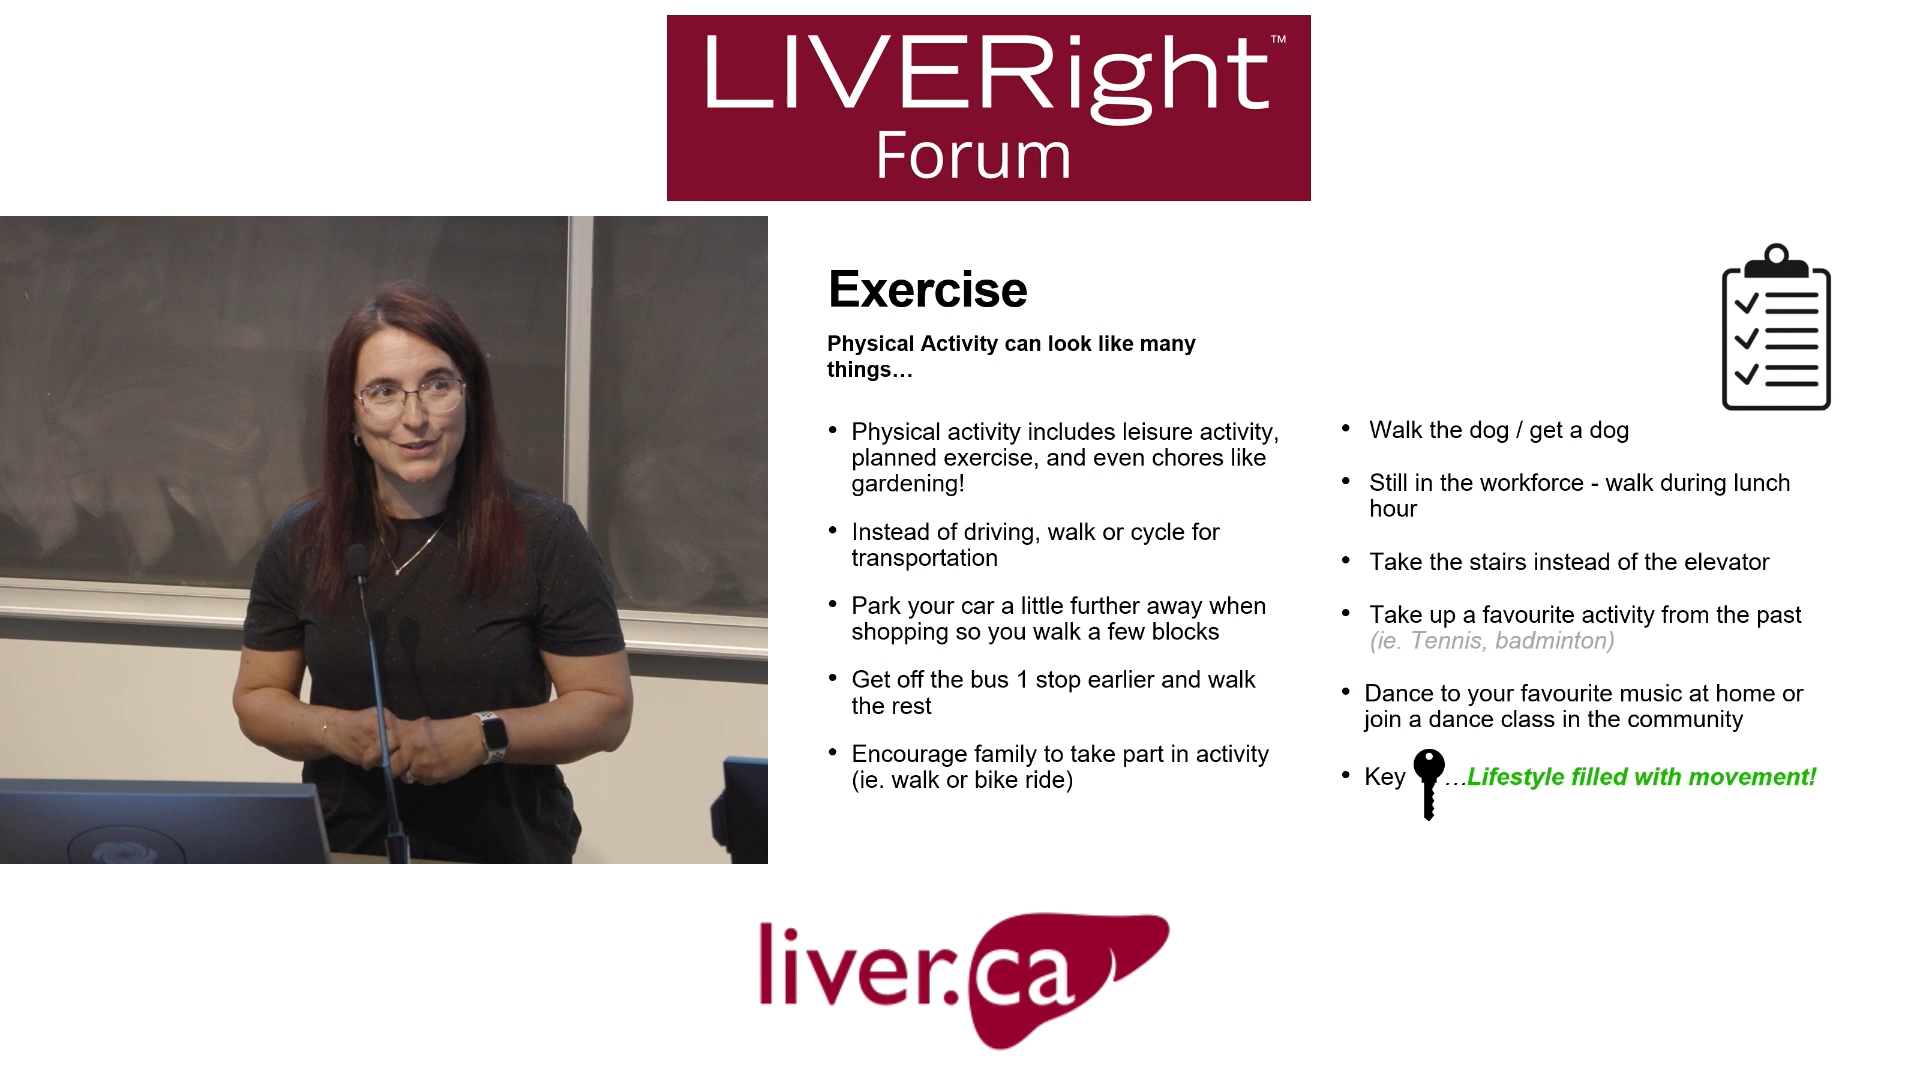 LIVERight™
Forum
Exercise
Physical Activity can look like many
things…
• Physical activity includes leisure activity,
planned exercise, and even chores like
gardening!
• Instead of driving, walk or cycle for
transportation
• Park your car a little further away when
shopping so you walk a few blocks
• Get off the bus 1 stop earlier and walk
the rest
• Encourage family to take part in activity
(ie. walk or bike ride)
• Walk the dog / get a dog
• Still in the workforce - walk during lunch
hour
• Take the stairs instead of the elevator
• Take up a favourite activity from the past
(ie. Tennis, badminton)
• Dance to your favourite music at home or
join a dance class in the community
• Key …Lifestyle filled with movement!
liver.ca